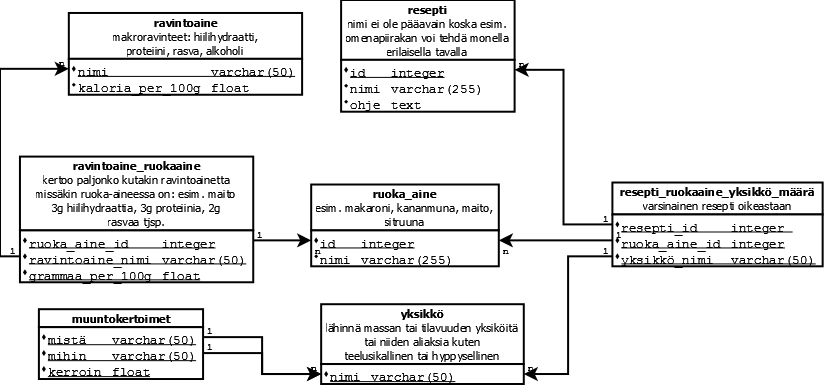 ravintoaine
makroravinteet: hiilihydraatti,
proteiini, rasva, alkoholi
nimi varchar(50)
kaloria_per_100g float
n
resepti
nimi ei ole pääavain koska esim.
omenapiirakan voi tehdä monella
erilaisella tavalla
id integer
nimi varchar(255)
ohje text
n
ravintoaine_ruokaaine
kertoo paljonko kutakin ravintoainetta
missäkin ruoka-aineessa on: esim. maito
3g hiilihydraattia, 3g proteiinia, 2g
rasvaa tjsp.
ruoka_aine_id integer
ravintoaine_nimi varchar(50)
grammaa_per_100g float
1
1
ruoka_aine
esim. makaroni, kananmuna, maito,
sitruuna
id integer
nimi varchar(255)
n
n
resepti_ruokaaine_yksikkö_määrä
varsinainen resepti oikeastaan
resepti_id integer
ruoka_aine_id integer
yksikkö_nimi varchar(50)
1
1
1
muuntokertoimet
mistä varchar(50)
mihin varchar(50)
kerroin float
1
1
yksikkö
lähinnä massan tai tilavuuden yksiköitä
tai niiden aliaksia kuten
teelusikallinen tai hyppysellinen
nimi varchar(50)
n
n